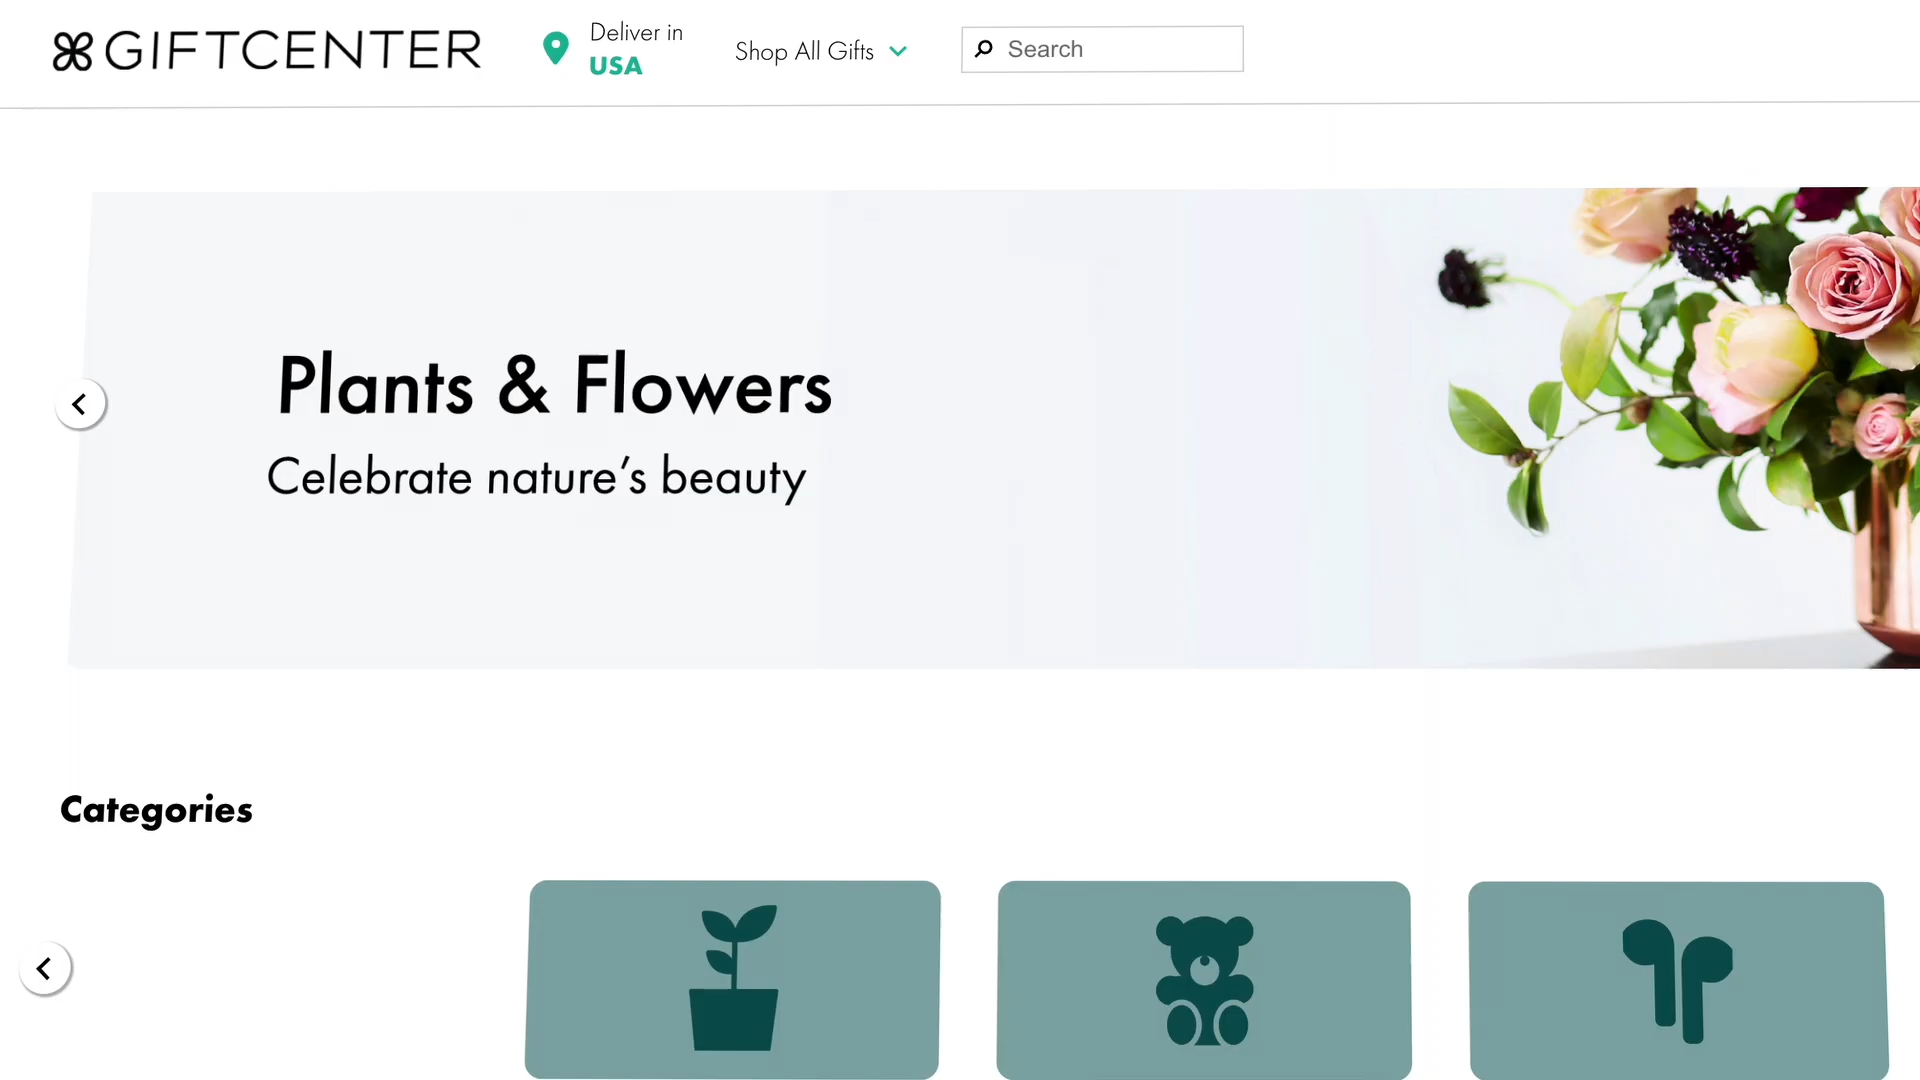 GIFTCENTER
Deliver in
USA
Shop All Gifts
Search
Plants & Flowers
Celebrate nature’s beauty
Categories